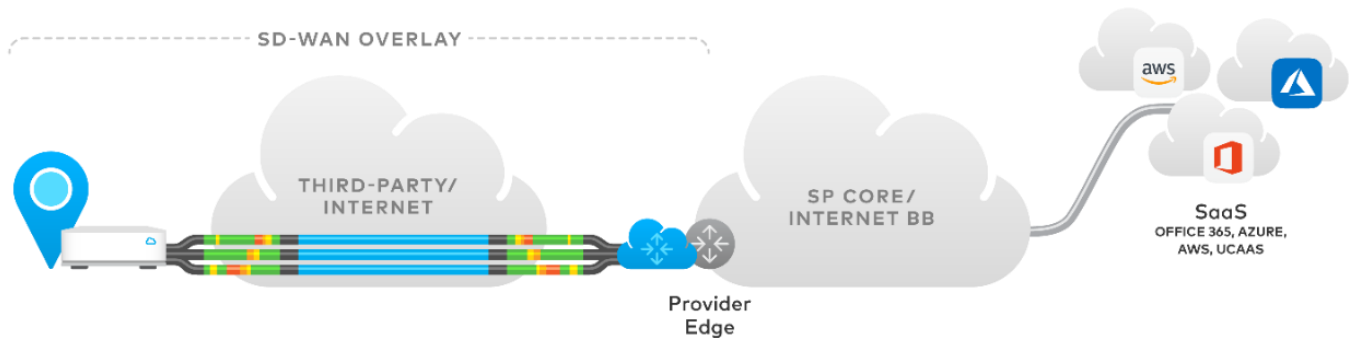 SD-WAN OVERLAY
THIRD-PARTY/
INTERNET
SP CORE/
INTERNET BB
Provider
Edge
aws
SaaS
OFFICE 365, AZURE,
AWS, UCAAS